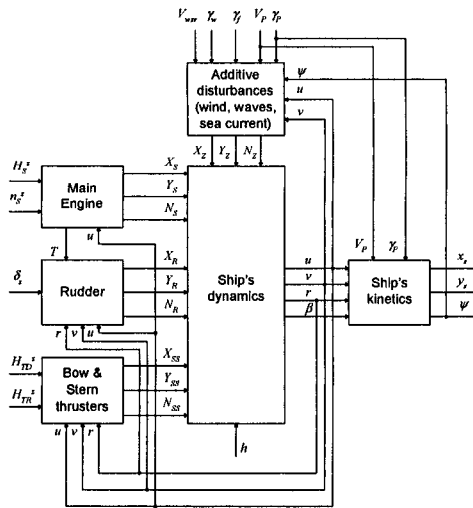 V_wsr γ_w γ_f V_P γ_P
Additive
disturbances
(wind, waves,
sea current)
ψ
u
v
X_Z Y_Z N_Z
H_S^z
n_S^z
Main
Engine
X_S
Y_S
N_S
T u
δ_z
Rudder
X_R
Y_R
N_R
r v u
H_TD^z
H_TR^z
Bow &
Stern
thrusters
X_SS
Y_SS
N_SS
u v r
Ship's
dynamics
h
u
v
r
β
V_P γ_P
Ship's
kinetics
x_s
y_s
ψ